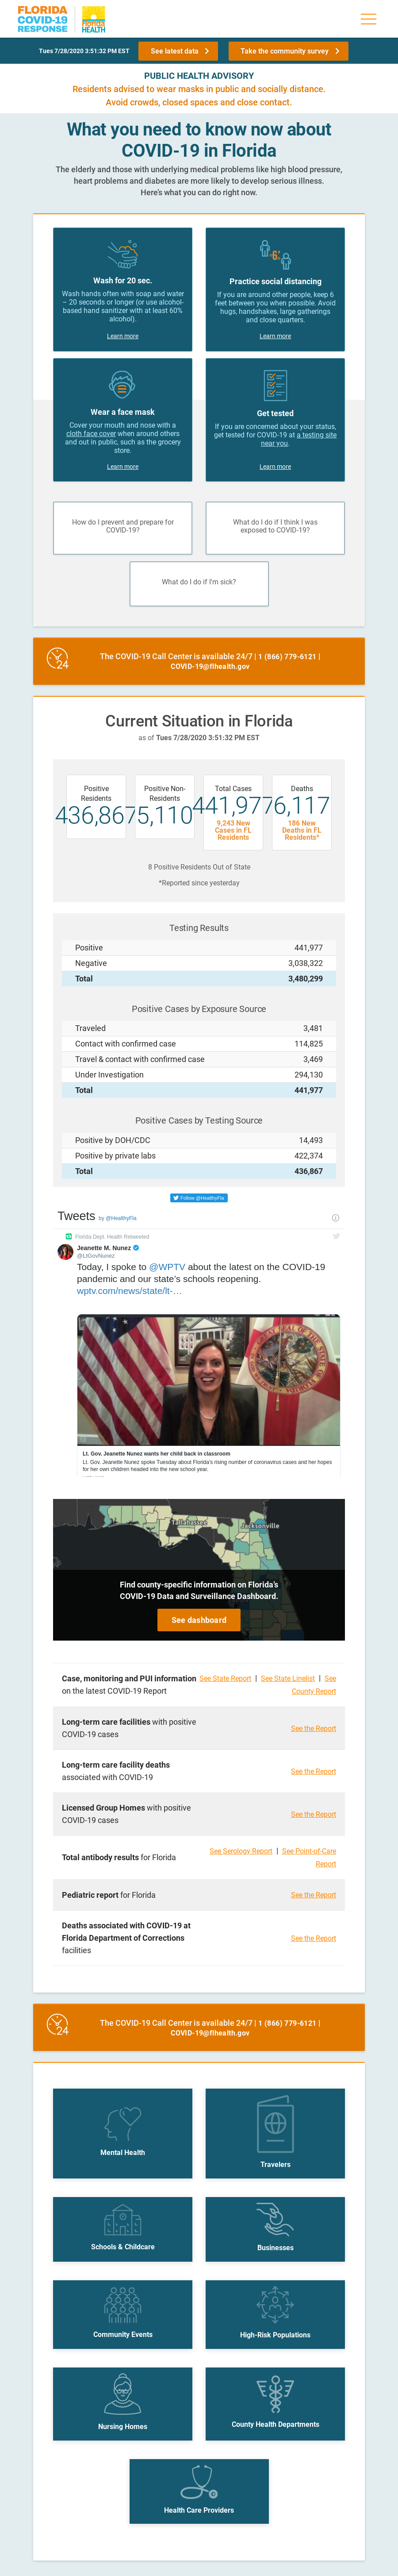 FLORIDA
COVID-19
RESPONSE
Florida
HEALTH
Tues 7/28/2020 3:51:32 PM EST
See latest data
Take the community survey
PUBLIC HEALTH ADVISORY
Residents advised to wear masks in public and socially distance.
Avoid crowds, closed spaces and close contact.
What you need to know now about
COVID-19 in Florida
The elderly and those with underlying medical problems like high blood pressure,
heart problems and diabetes are more likely to develop serious illness.
Here's what you can do right now.
Wash for 20 sec.
Wash hands often with soap and water
– 20 seconds or longer (or use alcohol-
based hand sanitizer with at least 60%
alcohol).
Learn more
Practice social distancing
If you are around other people, keep 6
feet between you when possible. Avoid
hugs, handshakes, large gatherings
and close quarters.
Learn more
Wear a face mask
Cover your mouth and nose with a
cloth face cover when around others
and out in public, such as the grocery
store.
Learn more
Get tested
If you are concerned about your status,
get tested for COVID-19 at a testing site
near you.
Learn more
How do I prevent and prepare for
COVID-19?
What do I do if I think I was
exposed to COVID-19?
What do I do if I'm sick?
24
The COVID-19 Call Center is available 24/7 | 1 (866) 779-6121 |
COVID-19@flhealth.gov
Current Situation in Florida
as of Tues 7/28/2020 3:51:32 PM EST
Positive
Residents
436,867
Positive Non-
Residents
5,110
Total Cases
441,977
9,243 New
Cases in FL
Residents
Deaths
6,117
186 New
Deaths in FL
Residents*
8 Positive Residents Out of State
*Reported since yesterday
Testing Results
Positive 441,977
Negative 3,038,322
Total 3,480,299
Positive Cases by Exposure Source
Traveled 3,481
Contact with confirmed case 114,825
Travel & contact with confirmed case 3,469
Under Investigation 294,130
Total 441,977
Positive Cases by Testing Source
Positive by DOH/CDC 14,493
Positive by private labs 422,374
Total 436,867
Follow @HealthyFla
Tweets by @HealthyFla
Florida Dept. Health Retweeted
Jeanette M. Nunez
@LtGovNunez
Today, I spoke to @WPTV about the latest on the COVID-19
pandemic and our state's schools reopening.
wptv.com/news/state/lt-…
Lt. Gov. Jeanette Nunez wants her child back in classroom
Lt. Gov. Jeanette Nunez spoke Tuesday about Florida's rising number of coronavirus cases and her hopes
for her own children headed into the new school year.
Tallahassee
Jacksonville
Find county-specific information on Florida's
COVID-19 Data and Surveillance Dashboard.
See dashboard
Case, monitoring and PUI information
on the latest COVID-19 Report
See State Report | See State Linelist | See
County Report
Long-term care facilities with positive
COVID-19 cases
See the Report
Long-term care facility deaths
associated with COVID-19
See the Report
Licensed Group Homes with positive
COVID-19 cases
See the Report
Total antibody results for Florida
See Serology Report | See Point-of-Care
Report
Pediatric report for Florida
See the Report
Deaths associated with COVID-19 at
Florida Department of Corrections
facilities
See the Report
24
The COVID-19 Call Center is available 24/7 | 1 (866) 779-6121 |
COVID-19@flhealth.gov
Mental Health
Travelers
Schools & Childcare
Businesses
Community Events
High-Risk Populations
Nursing Homes
County Health Departments
Health Care Providers